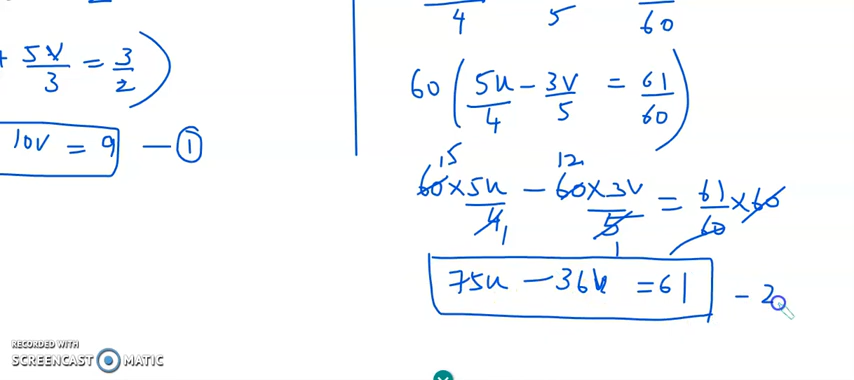 4 5 60
+ 5v/3 = 3/2 )
10v = 9 — ①
60 ( 5u/4 - 3v/5 = 61/60 )
15 12
60 × 5u/4 - 60 × 3v/5 = 61/60 × 60
1 1
75u - 36v = 61 - 2
RECORDED WITH
SCREENCAST MATIC